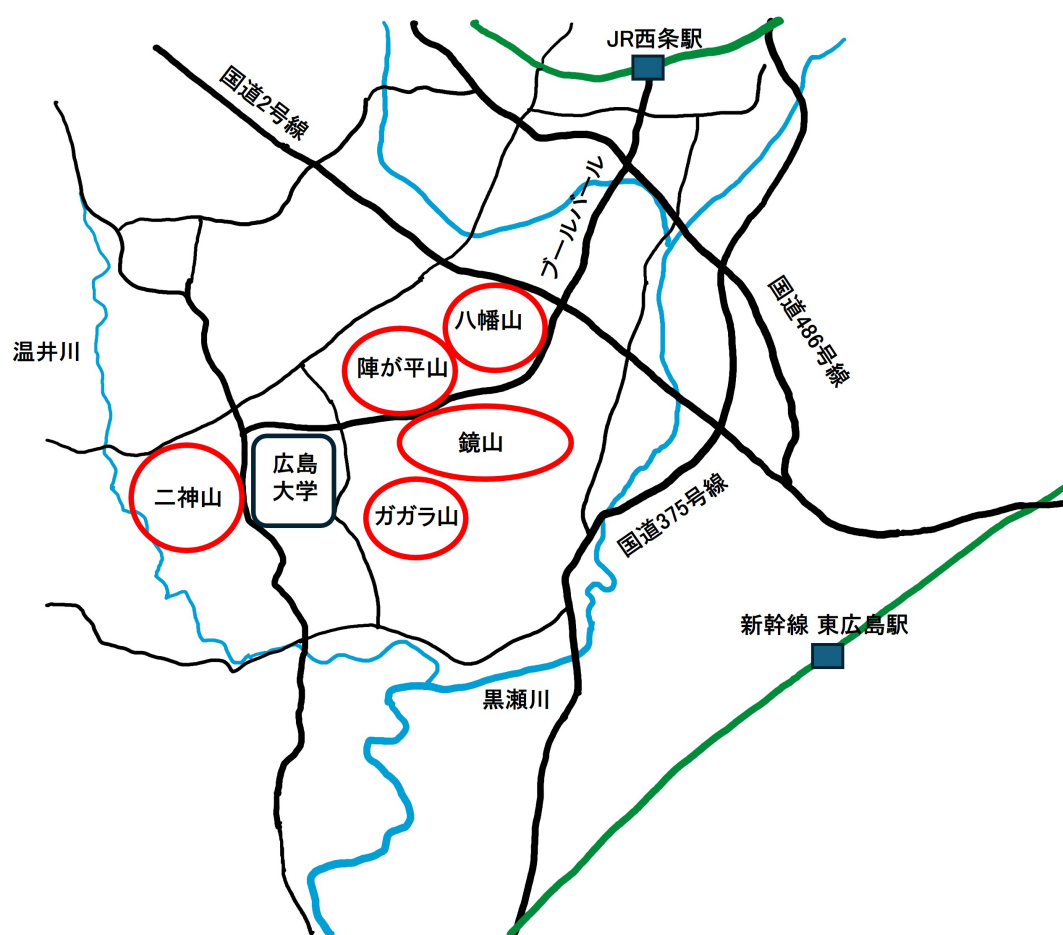 JR西条駅
国道2号線
ブールバール
国道486号線
八幡山
温井川
陣が平山
鏡山
広島
大学
二神山
ガガラ山
国道375号線
新幹線 東広島駅
黒瀬川